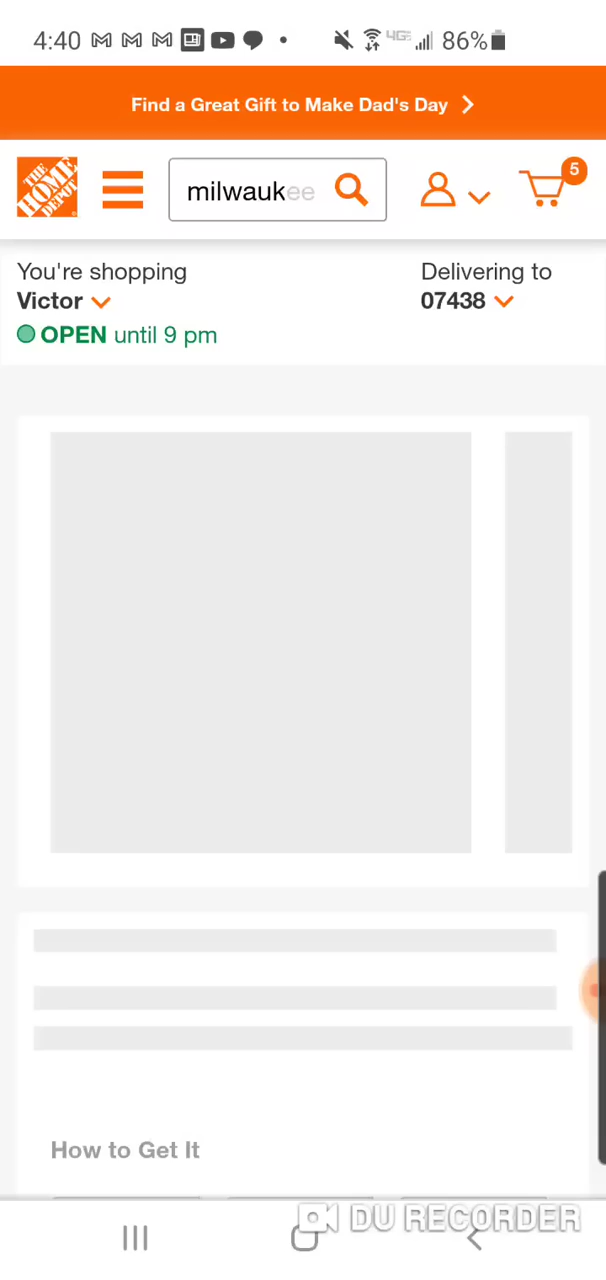 4:40 4GE 86%
Find a Great Gift to Make Dad's Day
THE HOME DEPOT
milwaukee
5
You're shopping
Delivering to
Victor
07438
OPEN until 9 pm
How to Get It
DU RECORDER